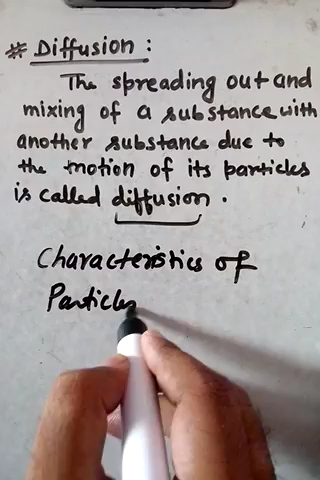 # Diffusion :
The spreading out and
mixing of a substance with
another substance due to
the motion of its particles
is called diffusion .
Characteristics of
Particles